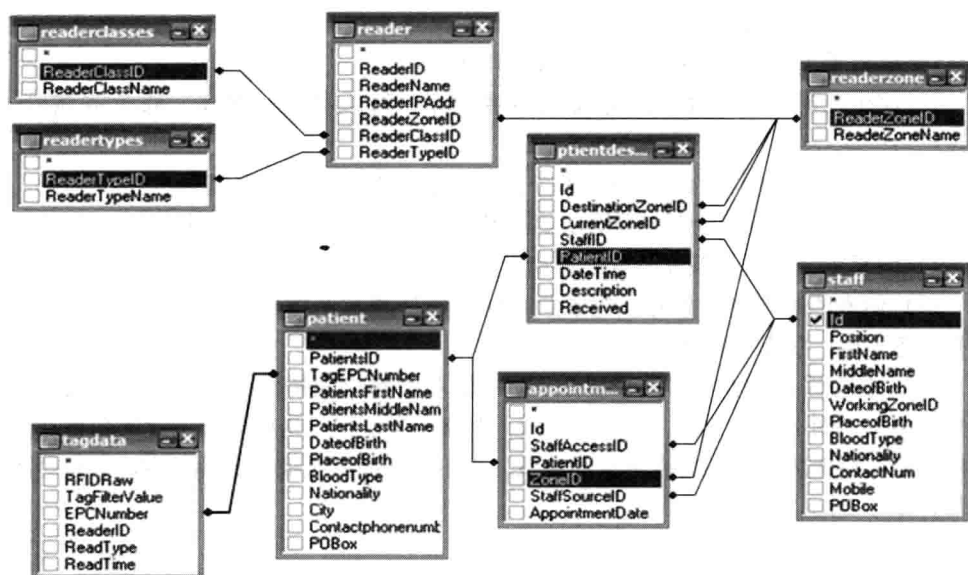 readerclasses
*
ReaderClassID
ReaderClassName
readertypes
*
ReaderTypeID
ReaderTypeName
reader
*
ReaderID
ReaderName
ReaderIPAddr
ReaderZoneID
ReaderClassID
ReaderTypeID
readerzone
*
ReaderZoneID
ReaderZoneName
ptientdes...
*
Id
DestinationZoneID
CurrentZoneID
StaffID
PatientID
DateTime
Description
Received
staff
*
Id
Position
FirstName
MiddleName
DateofBirth
WorkingZoneID
PlaceofBirth
BloodType
Nationality
ContactNum
Mobile
POBox
patient
*
PatientsID
TagEPCNumber
PatientsFirstName
PatientsMiddleNam
PatientsLastName
DateofBirth
PlaceofBirth
BloodType
Nationality
City
Contactphonenumb
POBox
appointm...
*
Id
StaffAccessID
PatientID
ZoneID
StaffSourceID
AppointmentDate
tagdata
*
RFIDRaw
TagFilterValue
EPCNumber
ReaderID
ReadType
ReadTime